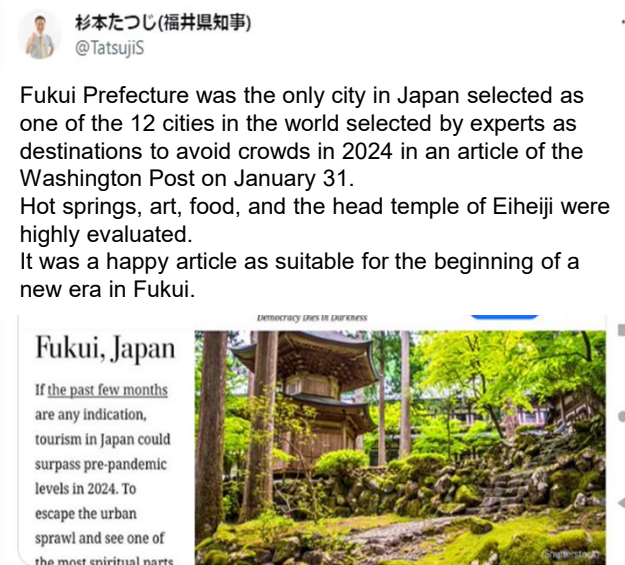 杉本たつじ(福井県知事)
@TatsujiS
Fukui Prefecture was the only city in Japan selected as
one of the 12 cities in the world selected by experts as
destinations to avoid crowds in 2024 in an article of the
Washington Post on January 31.
Hot springs, art, food, and the head temple of Eiheiji were
highly evaluated.
It was a happy article as suitable for the beginning of a
new era in Fukui.
Democracy Dies in Darkness
Fukui, Japan
If the past few months
are any indication,
tourism in Japan could
surpass pre-pandemic
levels in 2024. To
escape the urban
sprawl and see one of
the most spiritual parts
(Shutterstock)